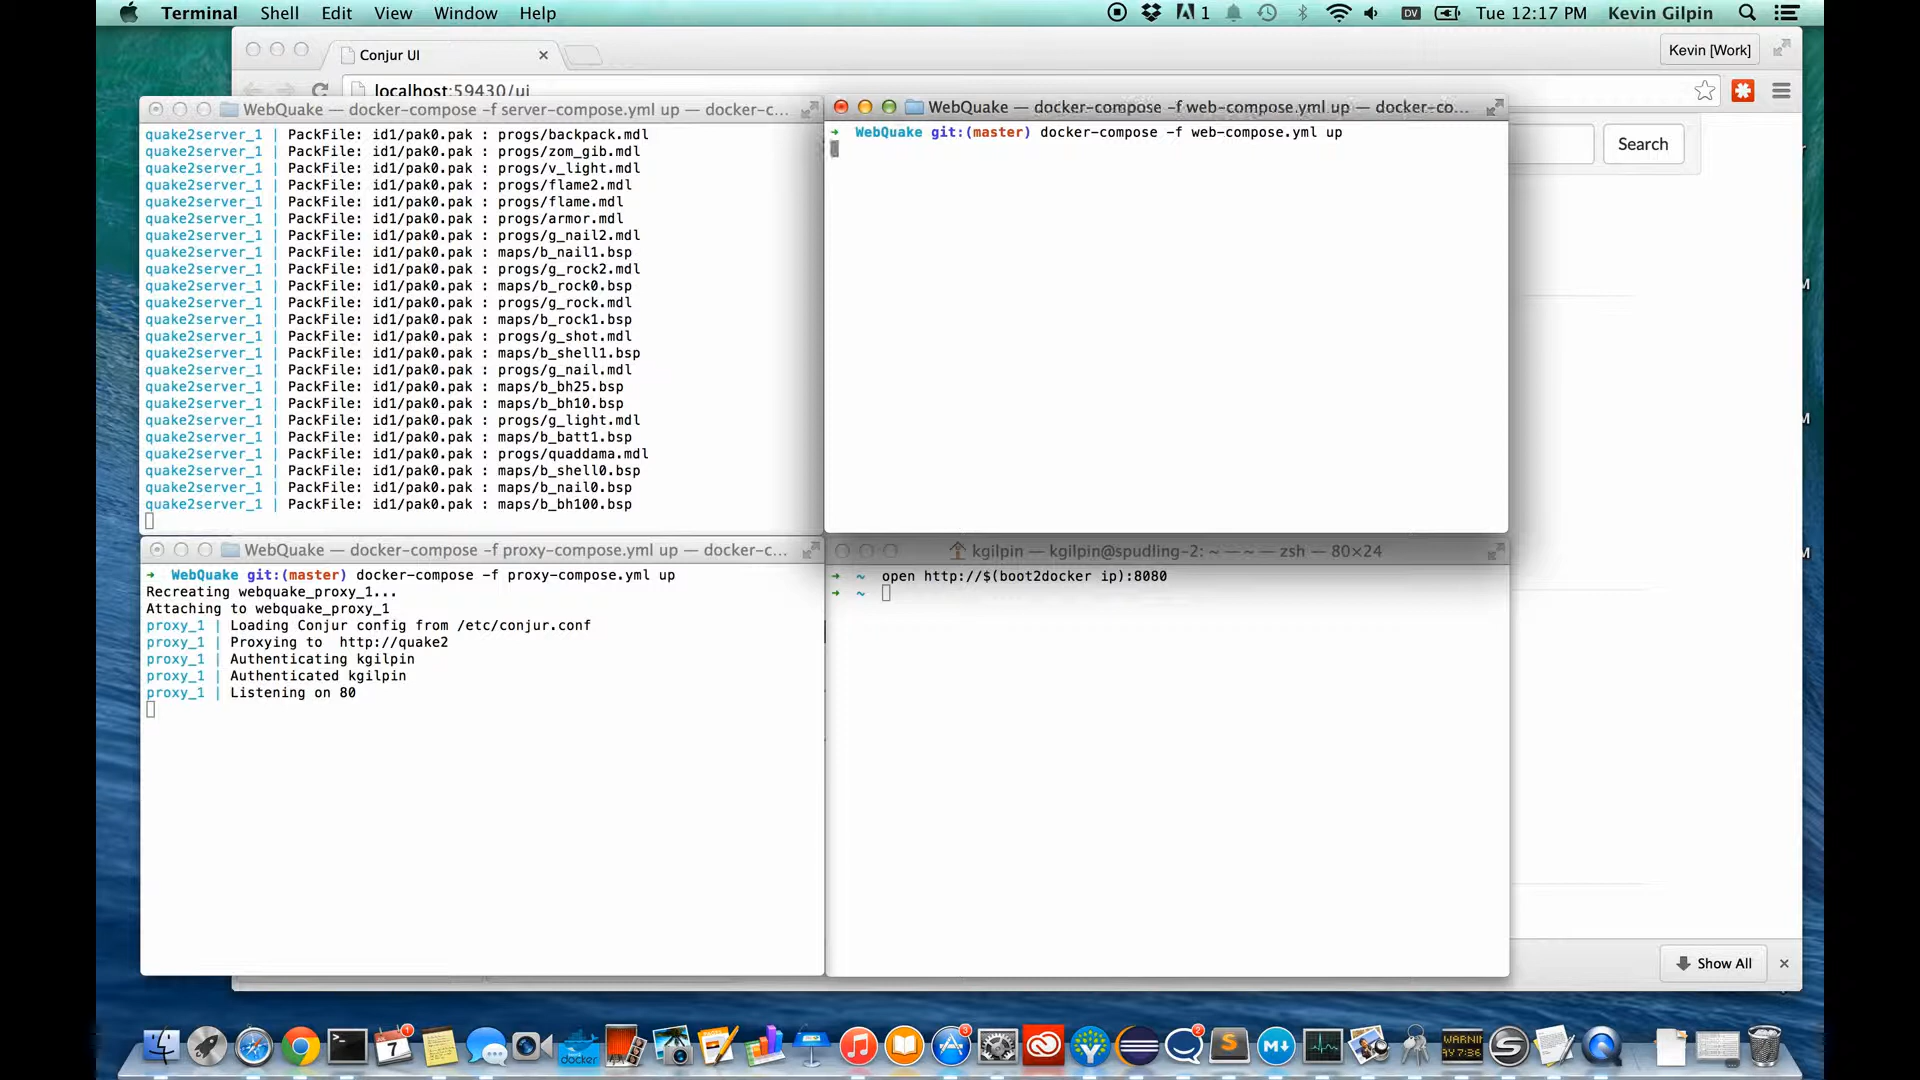 Terminal Shell Edit View Window Help
1 DV Tue 12:17 PM Kevin Gilpin
Conjur UI
Kevin [Work]
localhost:59430/ui
Search
WebQuake — docker-compose -f server-compose.yml up — docker-c...
quake2server_1 | PackFile: id1/pak0.pak : progs/backpack.mdl
quake2server_1 | PackFile: id1/pak0.pak : progs/zom_gib.mdl
quake2server_1 | PackFile: id1/pak0.pak : progs/v_light.mdl
quake2server_1 | PackFile: id1/pak0.pak : progs/flame2.mdl
quake2server_1 | PackFile: id1/pak0.pak : progs/flame.mdl
quake2server_1 | PackFile: id1/pak0.pak : progs/armor.mdl
quake2server_1 | PackFile: id1/pak0.pak : progs/g_nail2.mdl
quake2server_1 | PackFile: id1/pak0.pak : maps/b_nail1.bsp
quake2server_1 | PackFile: id1/pak0.pak : progs/g_rock2.mdl
quake2server_1 | PackFile: id1/pak0.pak : maps/b_rock0.bsp
quake2server_1 | PackFile: id1/pak0.pak : progs/g_rock.mdl
quake2server_1 | PackFile: id1/pak0.pak : maps/b_rock1.bsp
quake2server_1 | PackFile: id1/pak0.pak : progs/g_shot.mdl
quake2server_1 | PackFile: id1/pak0.pak : maps/b_shell1.bsp
quake2server_1 | PackFile: id1/pak0.pak : progs/g_nail.mdl
quake2server_1 | PackFile: id1/pak0.pak : maps/b_bh25.bsp
quake2server_1 | PackFile: id1/pak0.pak : maps/b_bh10.bsp
quake2server_1 | PackFile: id1/pak0.pak : progs/g_light.mdl
quake2server_1 | PackFile: id1/pak0.pak : maps/b_batt1.bsp
quake2server_1 | PackFile: id1/pak0.pak : progs/quaddama.mdl
quake2server_1 | PackFile: id1/pak0.pak : maps/b_shell0.bsp
quake2server_1 | PackFile: id1/pak0.pak : maps/b_nail0.bsp
quake2server_1 | PackFile: id1/pak0.pak : maps/b_bh100.bsp
WebQuake — docker-compose -f web-compose.yml up — docker-co...
→ WebQuake git:(master) docker-compose -f web-compose.yml up
WebQuake — docker-compose -f proxy-compose.yml up — docker-c...
→ WebQuake git:(master) docker-compose -f proxy-compose.yml up
Recreating webquake_proxy_1...
Attaching to webquake_proxy_1
proxy_1 | Loading Conjur config from /etc/conjur.conf
proxy_1 | Proxying to http://quake2
proxy_1 | Authenticating kgilpin
proxy_1 | Authenticated kgilpin
proxy_1 | Listening on 80
kgilpin — kgilpin@spudling-2: ~ — ~ — zsh — 80×24
→ ~ open http://$(boot2docker ip):8080
→ ~
Show All
7
docker